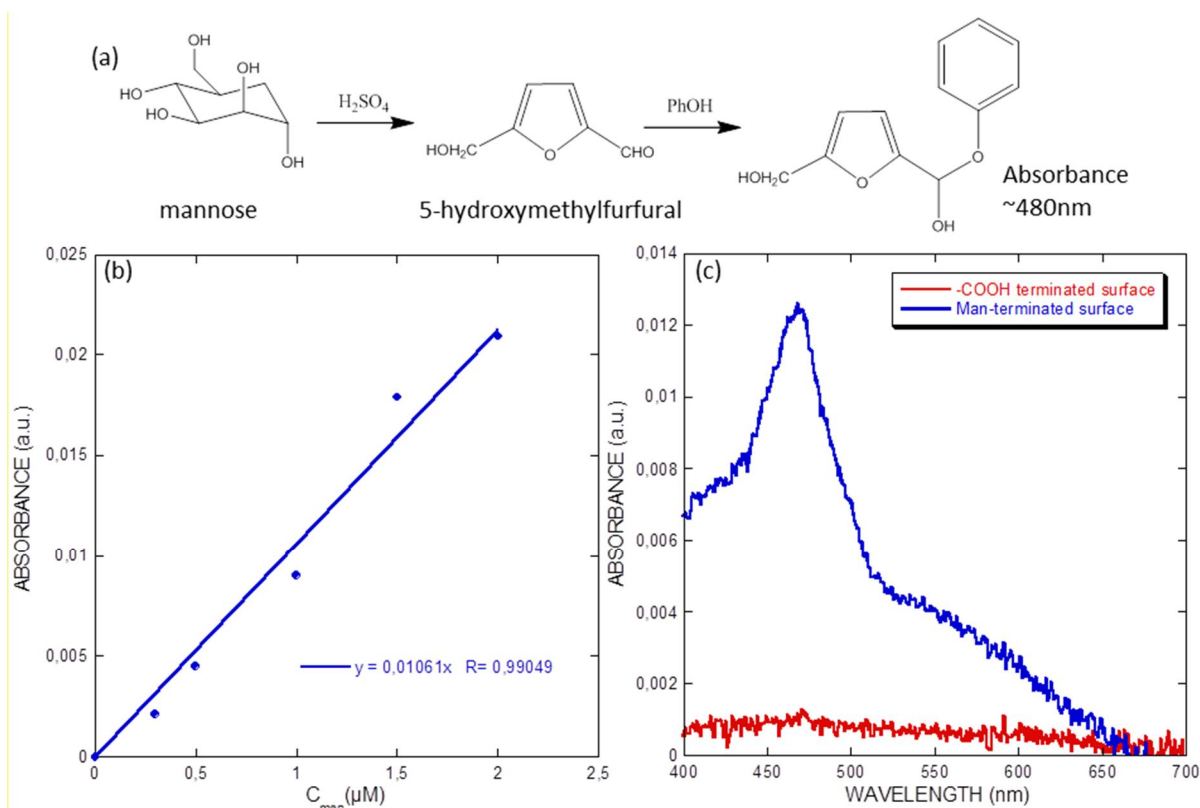 (a)
OH
OH
HO
HO
OH
mannose
H₂SO₄
HOH₂C
O
CHO
5-hydroxymethylfurfural
PhOH
HOH₂C
O
O
OH
Absorbance
~480nm
(b)
0,025
0,02
0,015
0,01
0,005
0
ABSORBANCE (a.u.)
y = 0,01061x R= 0,99049
0 0,5 1 1,5 2 2,5
C_man(µM)
(c)
-COOH terminated surface
Man-terminated surface
0,014
0,012
0,01
0,008
0,006
0,004
0,002
0
ABSORBANCE (a.u.)
400 450 500 550 600 650 700
WAVELENGTH (nm)